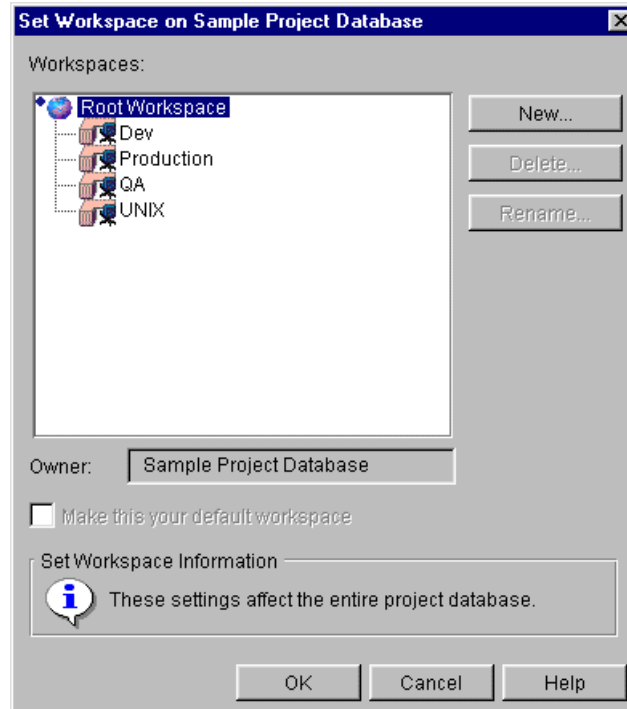 Set Workspace on Sample Project Database
Workspaces:
Root Workspace
Dev
Production
QA
UNIX
New...
Delete...
Rename...
Owner:
Sample Project Database
Make this your default workspace
Set Workspace Information
These settings affect the entire project database.
OK
Cancel
Help